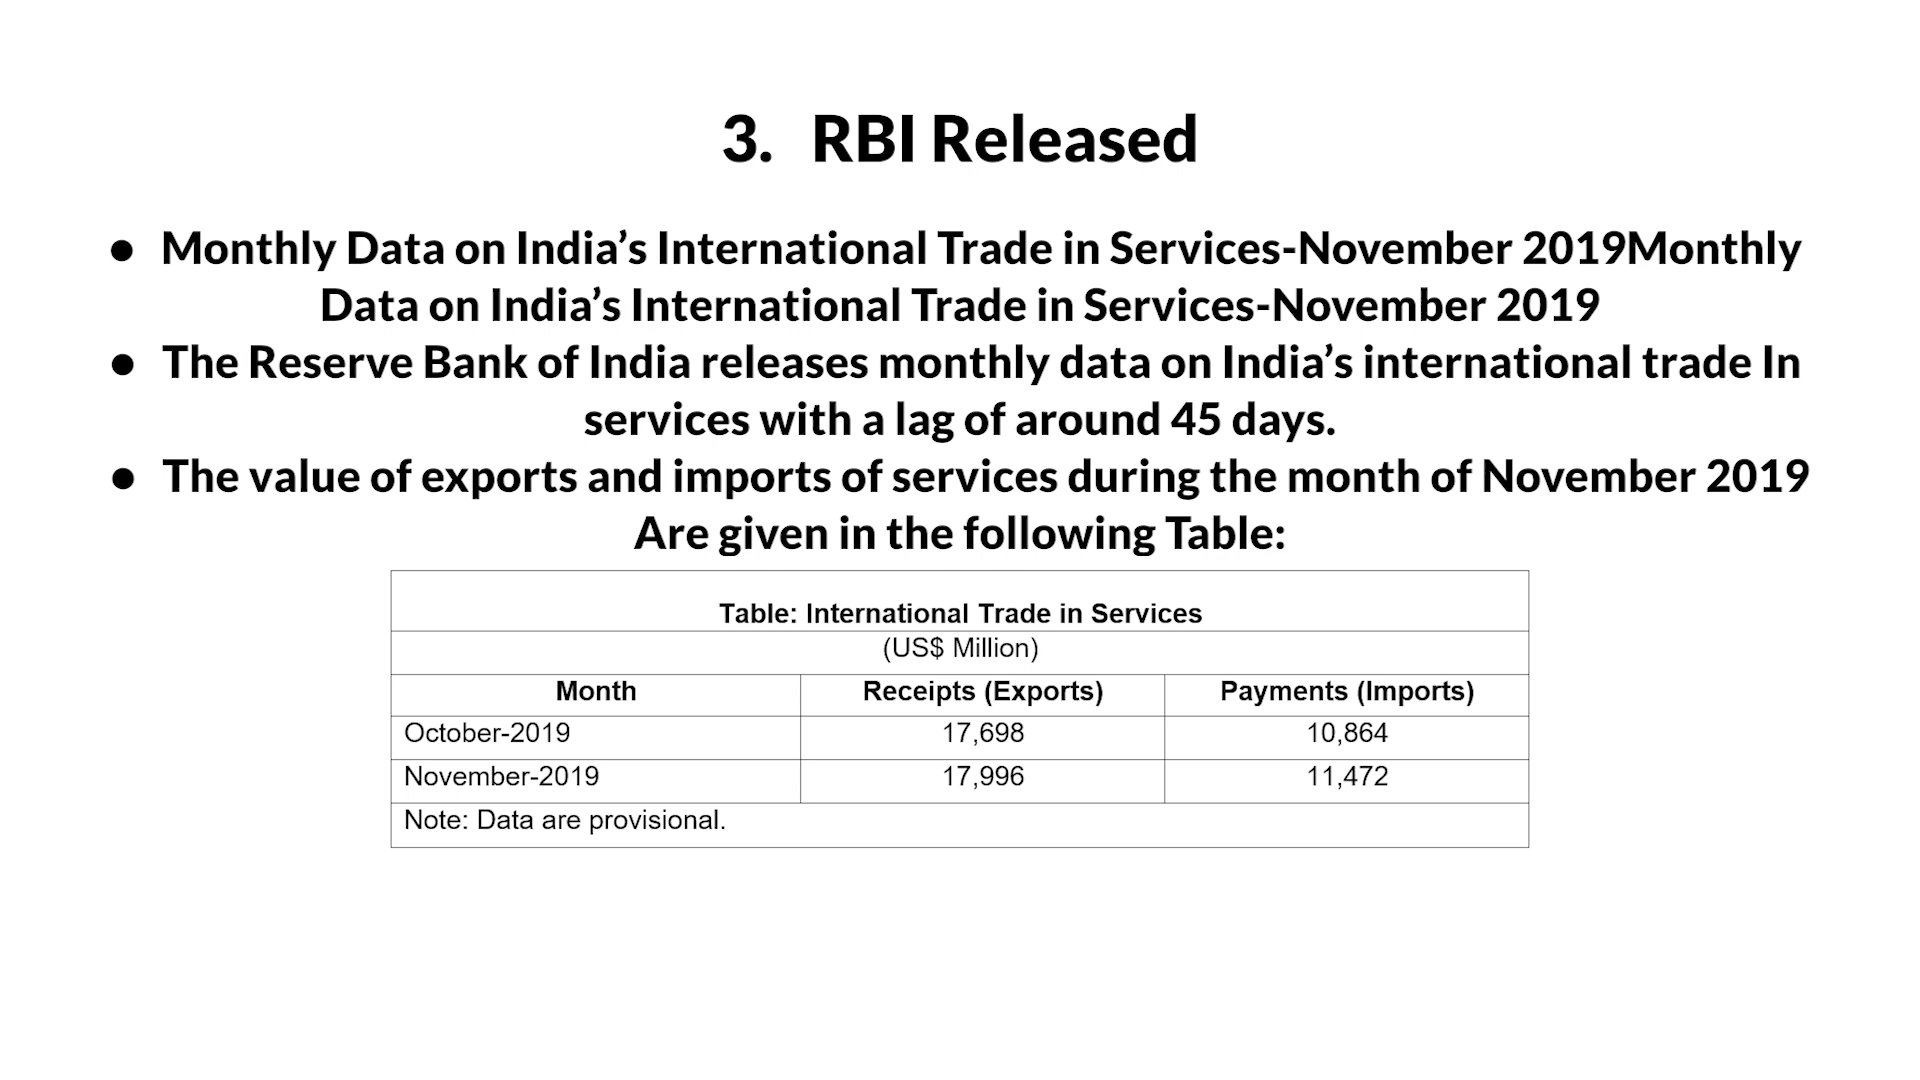 3. RBI Released
● Monthly Data on India’s International Trade in Services-November 2019Monthly
Data on India’s International Trade in Services-November 2019
● The Reserve Bank of India releases monthly data on India’s international trade In
services with a lag of around 45 days.
● The value of exports and imports of services during the month of November 2019
Are given in the following Table:
Table: International Trade in Services
(US$ Million)
Month Receipts (Exports) Payments (Imports)
October-2019 17,698 10,864
November-2019 17,996 11,472
Note: Data are provisional.